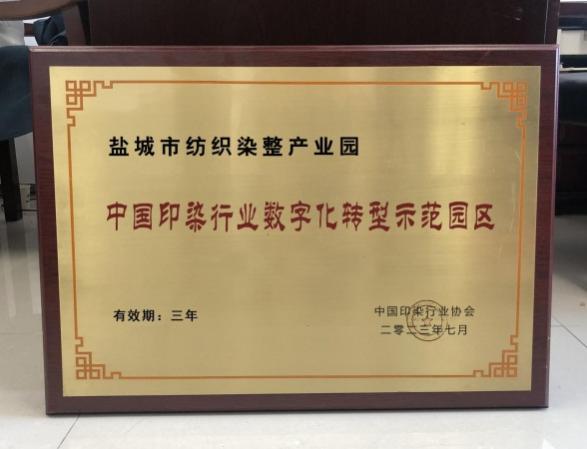 盐城市纺织染整产业园
中国印染行业数字化转型示范园区
有效期：三年
中国印染行业协会
二零二三年七月